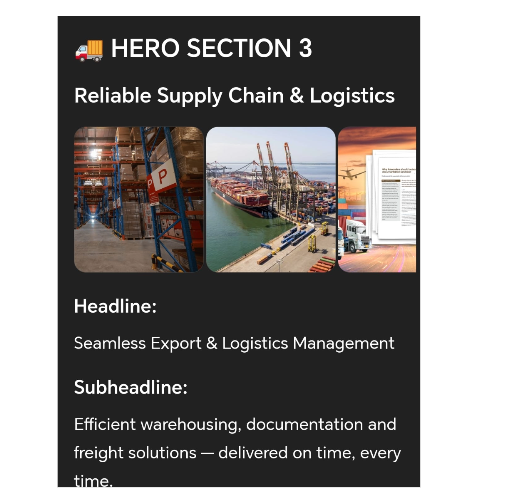 🚚 HERO SECTION 3
Reliable Supply Chain & Logistics
P
P
Headline:
Seamless Export & Logistics Management
Subheadline:
Efficient warehousing, documentation and
freight solutions — delivered on time, every
time.